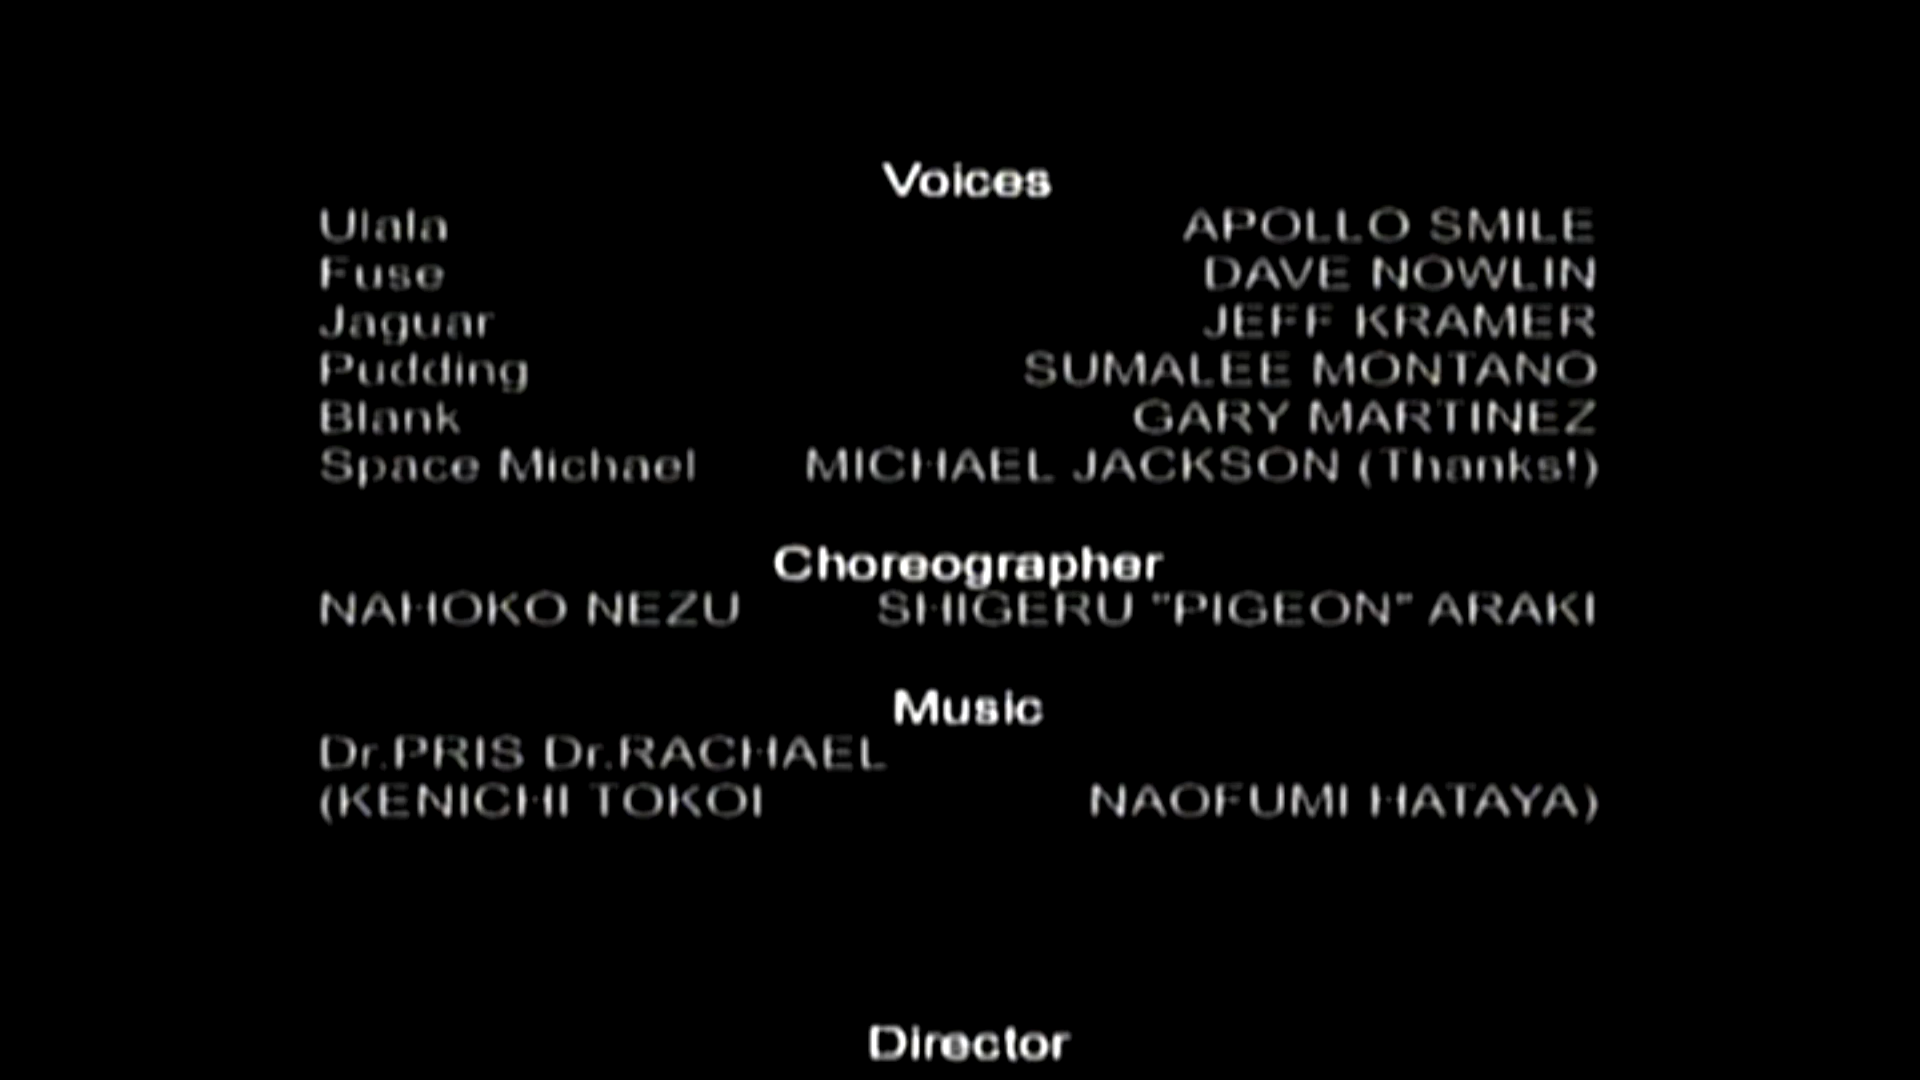 Voices
Ulala APOLLO SMILE
Fuse DAVE NOWLIN
Jaguar JEFF KRAMER
Pudding SUMALEE MONTANO
Blank GARY MARTINEZ
Space Michael MICHAEL JACKSON (Thanks!)
Choreographer
NAHOKO NEZU SHIGERU "PIGEON" ARAKI
Music
Dr.PRIS Dr.RACHAEL
(KENICHI TOKOI NAOFUMI HATAYA)
Director